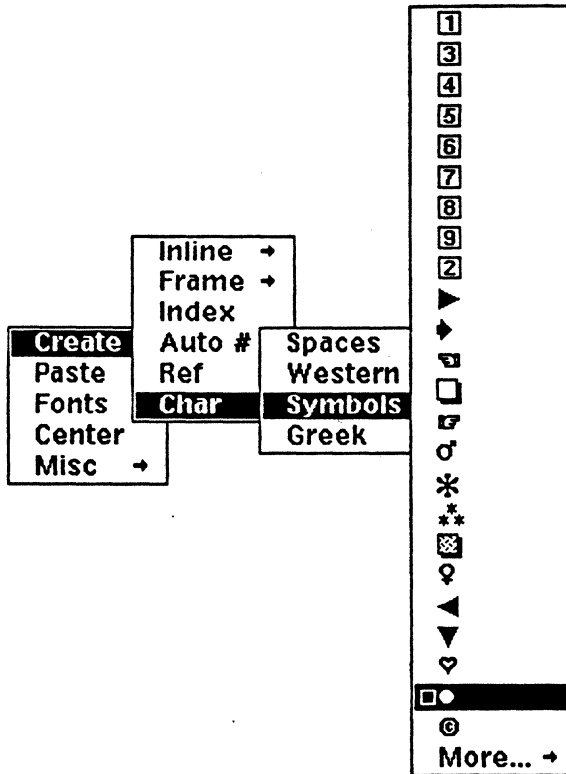 Create
Paste
Fonts
Center
Misc →
Inline →
Frame →
Index
Auto #
Ref
Char
Spaces
Western
Symbols
Greek
1
3
4
5
6
7
8
9
2
▶
➧
☜
❏
☞
♂
✻
⁂
▩
♀
◀
▼
♡
□●
©
More... →